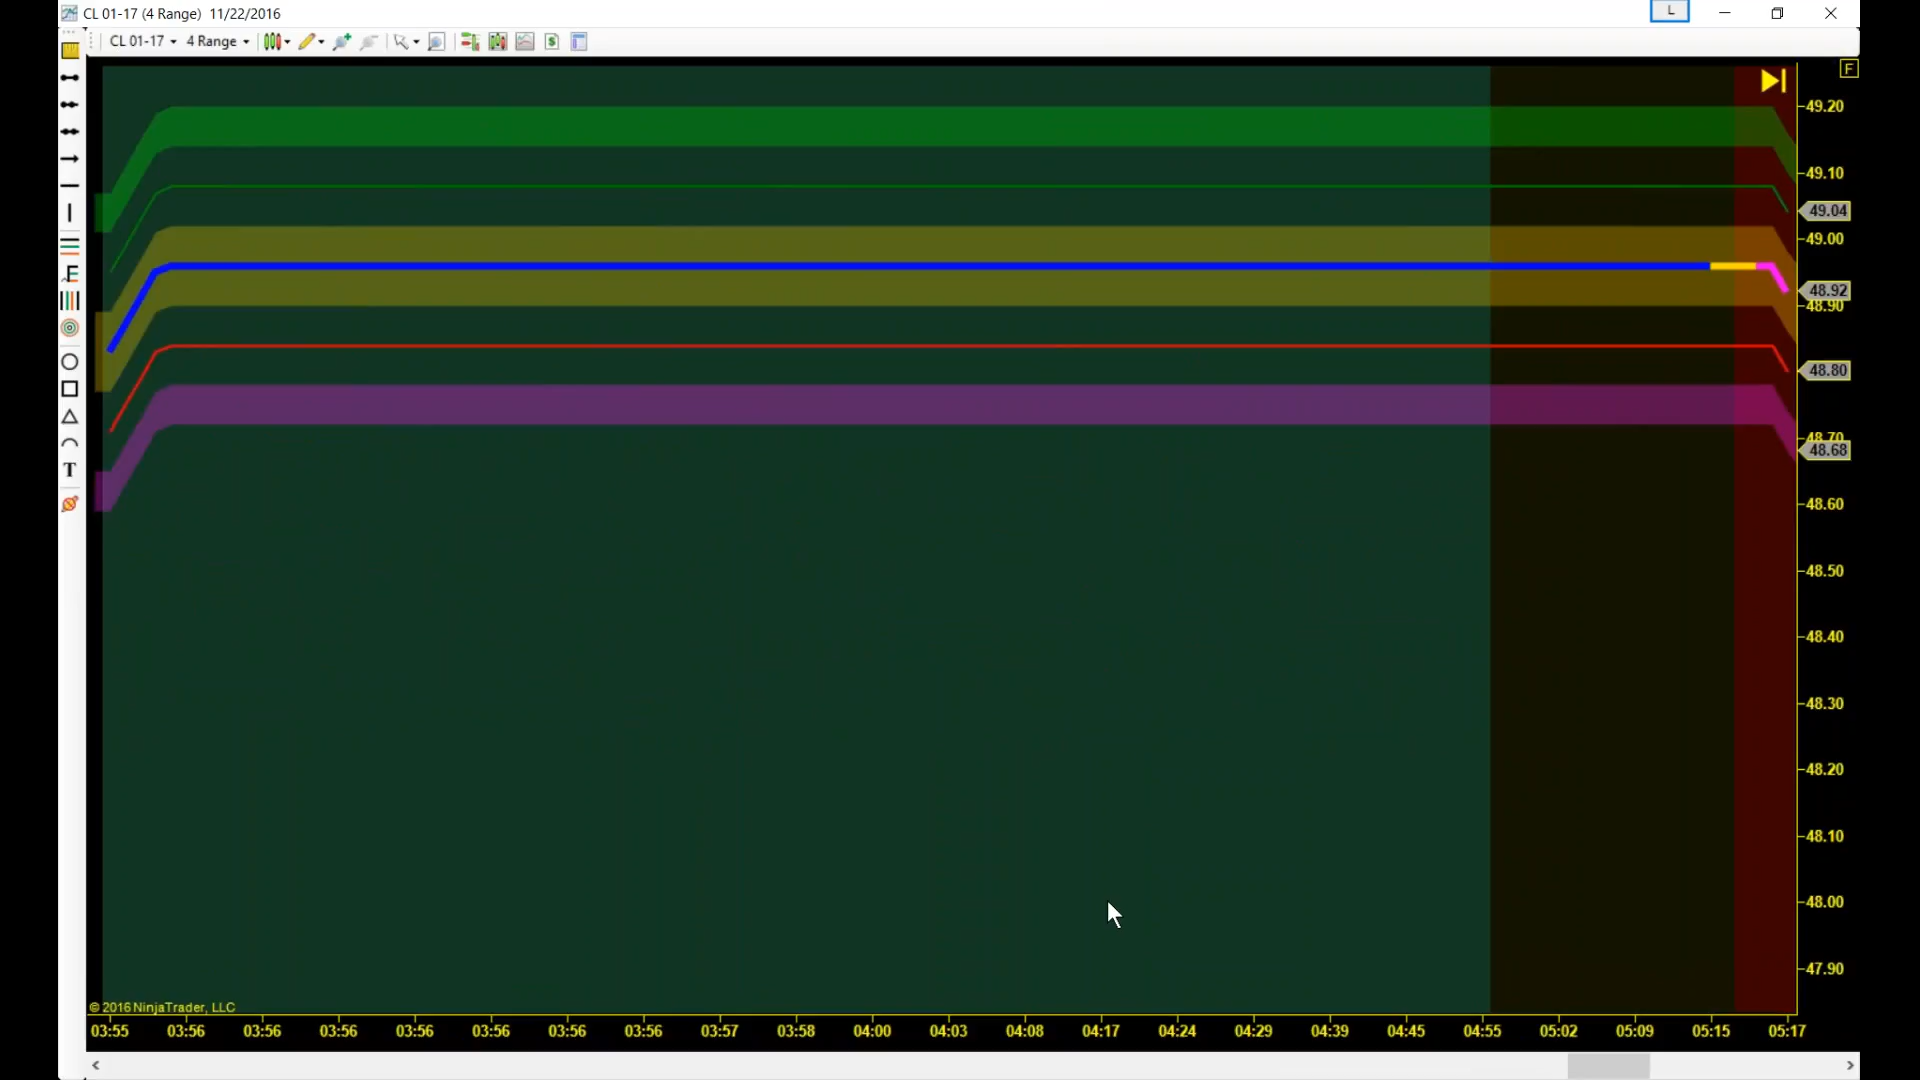 CL 01-17 (4 Range) 11/22/2016
L
CL 01-17 4 Range
F
E
T
$
49.20
49.10
49.04
49.00
48.92
48.90
48.80
48.70
48.68
48.60
48.50
48.40
48.30
48.20
48.10
48.00
47.90
© 2016 NinjaTrader, LLC
03:55 03:56 03:56 03:56 03:56 03:56 03:56 03:56 03:57 03:58 04:00 04:03 04:08 04:17 04:24 04:29 04:39 04:45 04:55 05:02 05:09 05:15 05:17